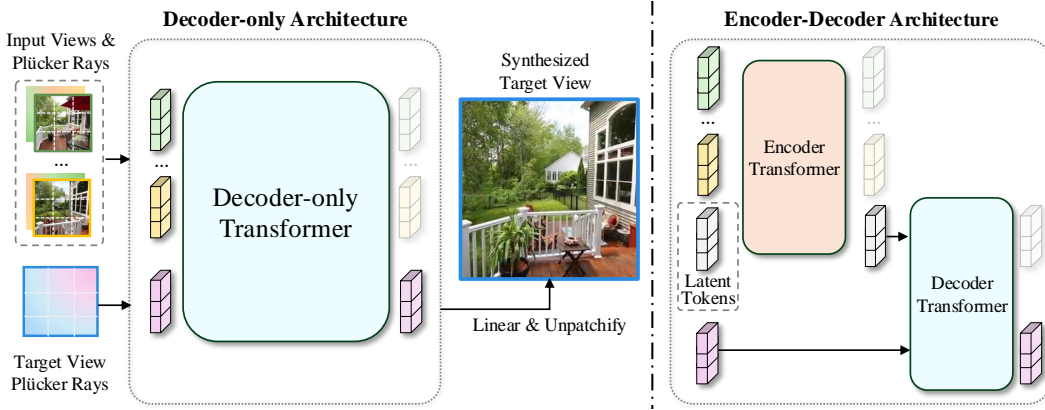 Decoder-only Architecture
Input Views &
Plücker Rays
...
Target View
Plücker Rays
...
Decoder-only
Transformer
...
Synthesized
Target View
Linear & Unpatchify
Encoder-Decoder Architecture
...
Latent
Tokens
Encoder
Transformer
...
Decoder
Transformer